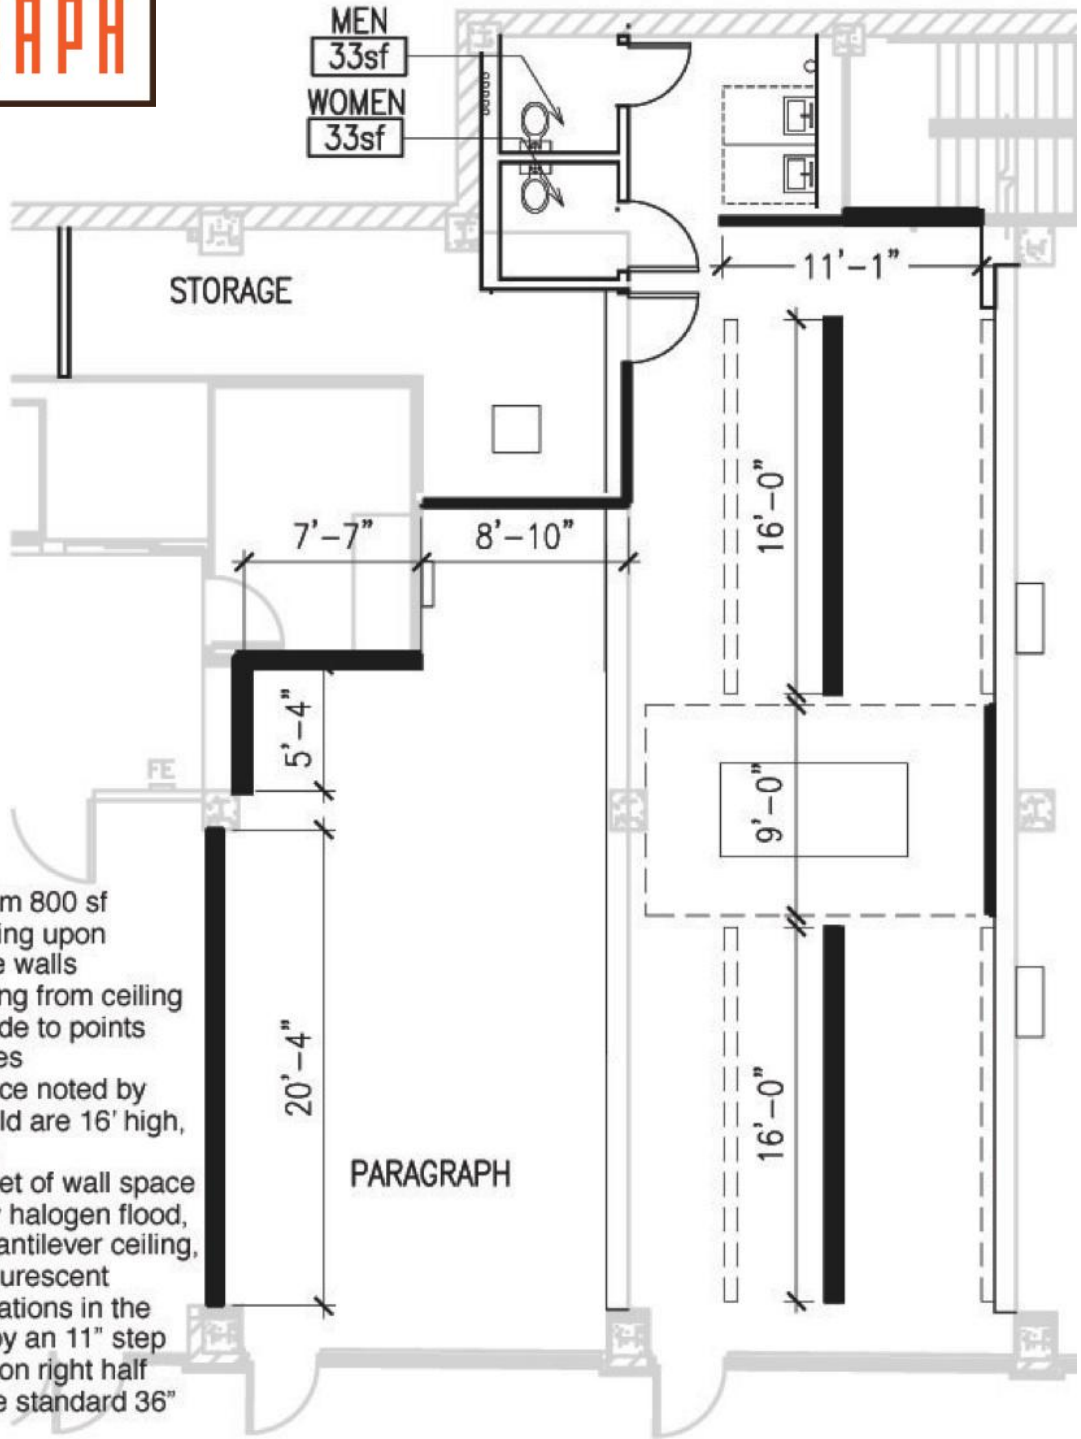 APH
MEN
33sf
WOMEN
33sf
11'-1"
STORAGE
7'-7"
8'-10"
16'-0"
5'-4"
FE
9'-0"
20'-4"
16'-0"
PARAGRAPH
m 800 sf
ing upon
e walls
ng from ceiling
de to points
es
ce noted by
ld are 16' high,
et of wall space
halogen flood,
antilever ceiling,
urescent
ations in the
by an 11" step
on right half
e standard 36"